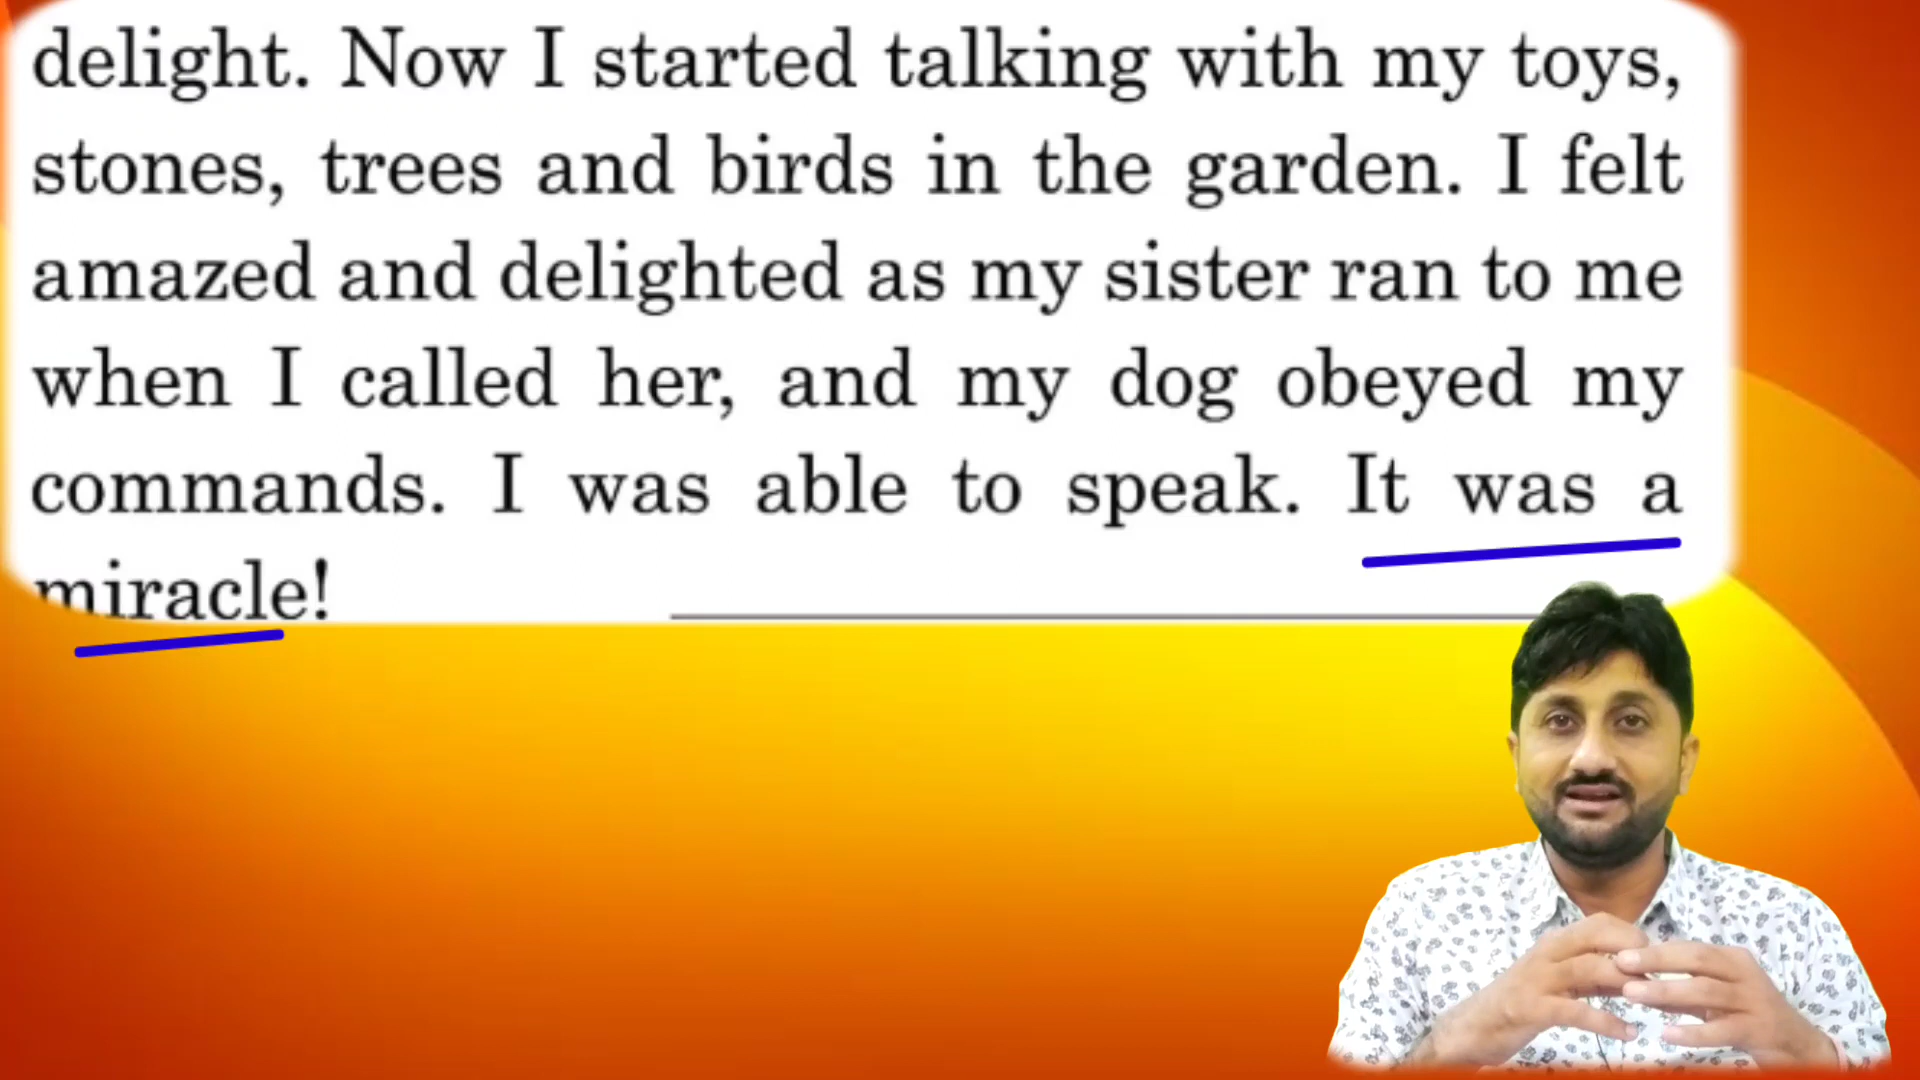 delight. Now I started talking with my toys,
stones, trees and birds in the garden. I felt
amazed and delighted as my sister ran to me
when I called her, and my dog obeyed my
commands. I was able to speak. It was a
miracle!